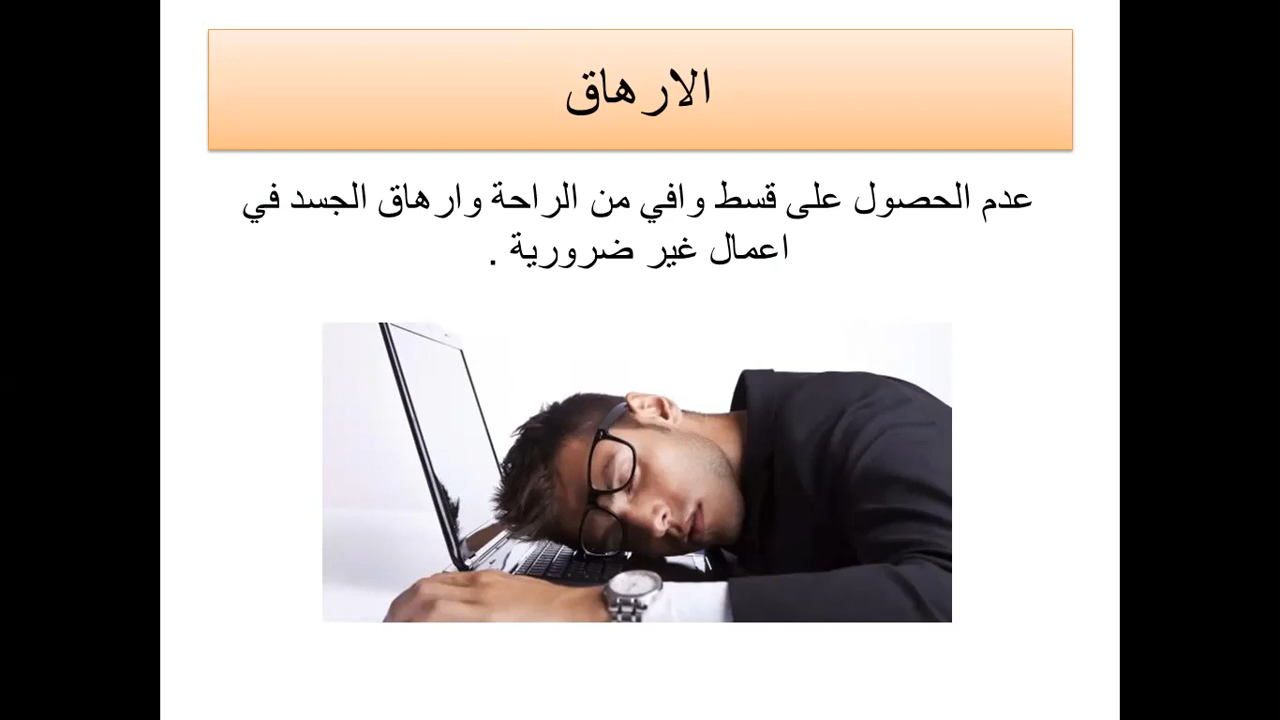 الارهاق
عدم الحصول على قسط وافي من الراحة وارهاق الجسد في
اعمال غير ضرورية .